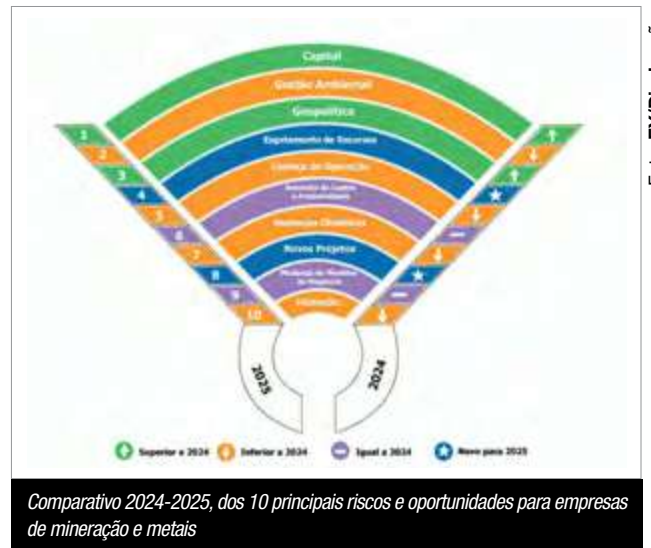 Capital
Gestão Ambiental
Geopolítica
Esgotamento de Recursos
Licença de Operação
Aumento de Custos
e Produtividade
Mudanças Climáticas
Novos Projetos
Mudança de Modelos
de Negócio
Inovação
1
2
3
4
5
6
7
8
9
10
2025
2024
Superior a 2024
Inferior a 2024
Igual a 2024
Novo para 2025
Comparativo 2024-2025, dos 10 principais riscos e oportunidades para empresas
de mineração e metais